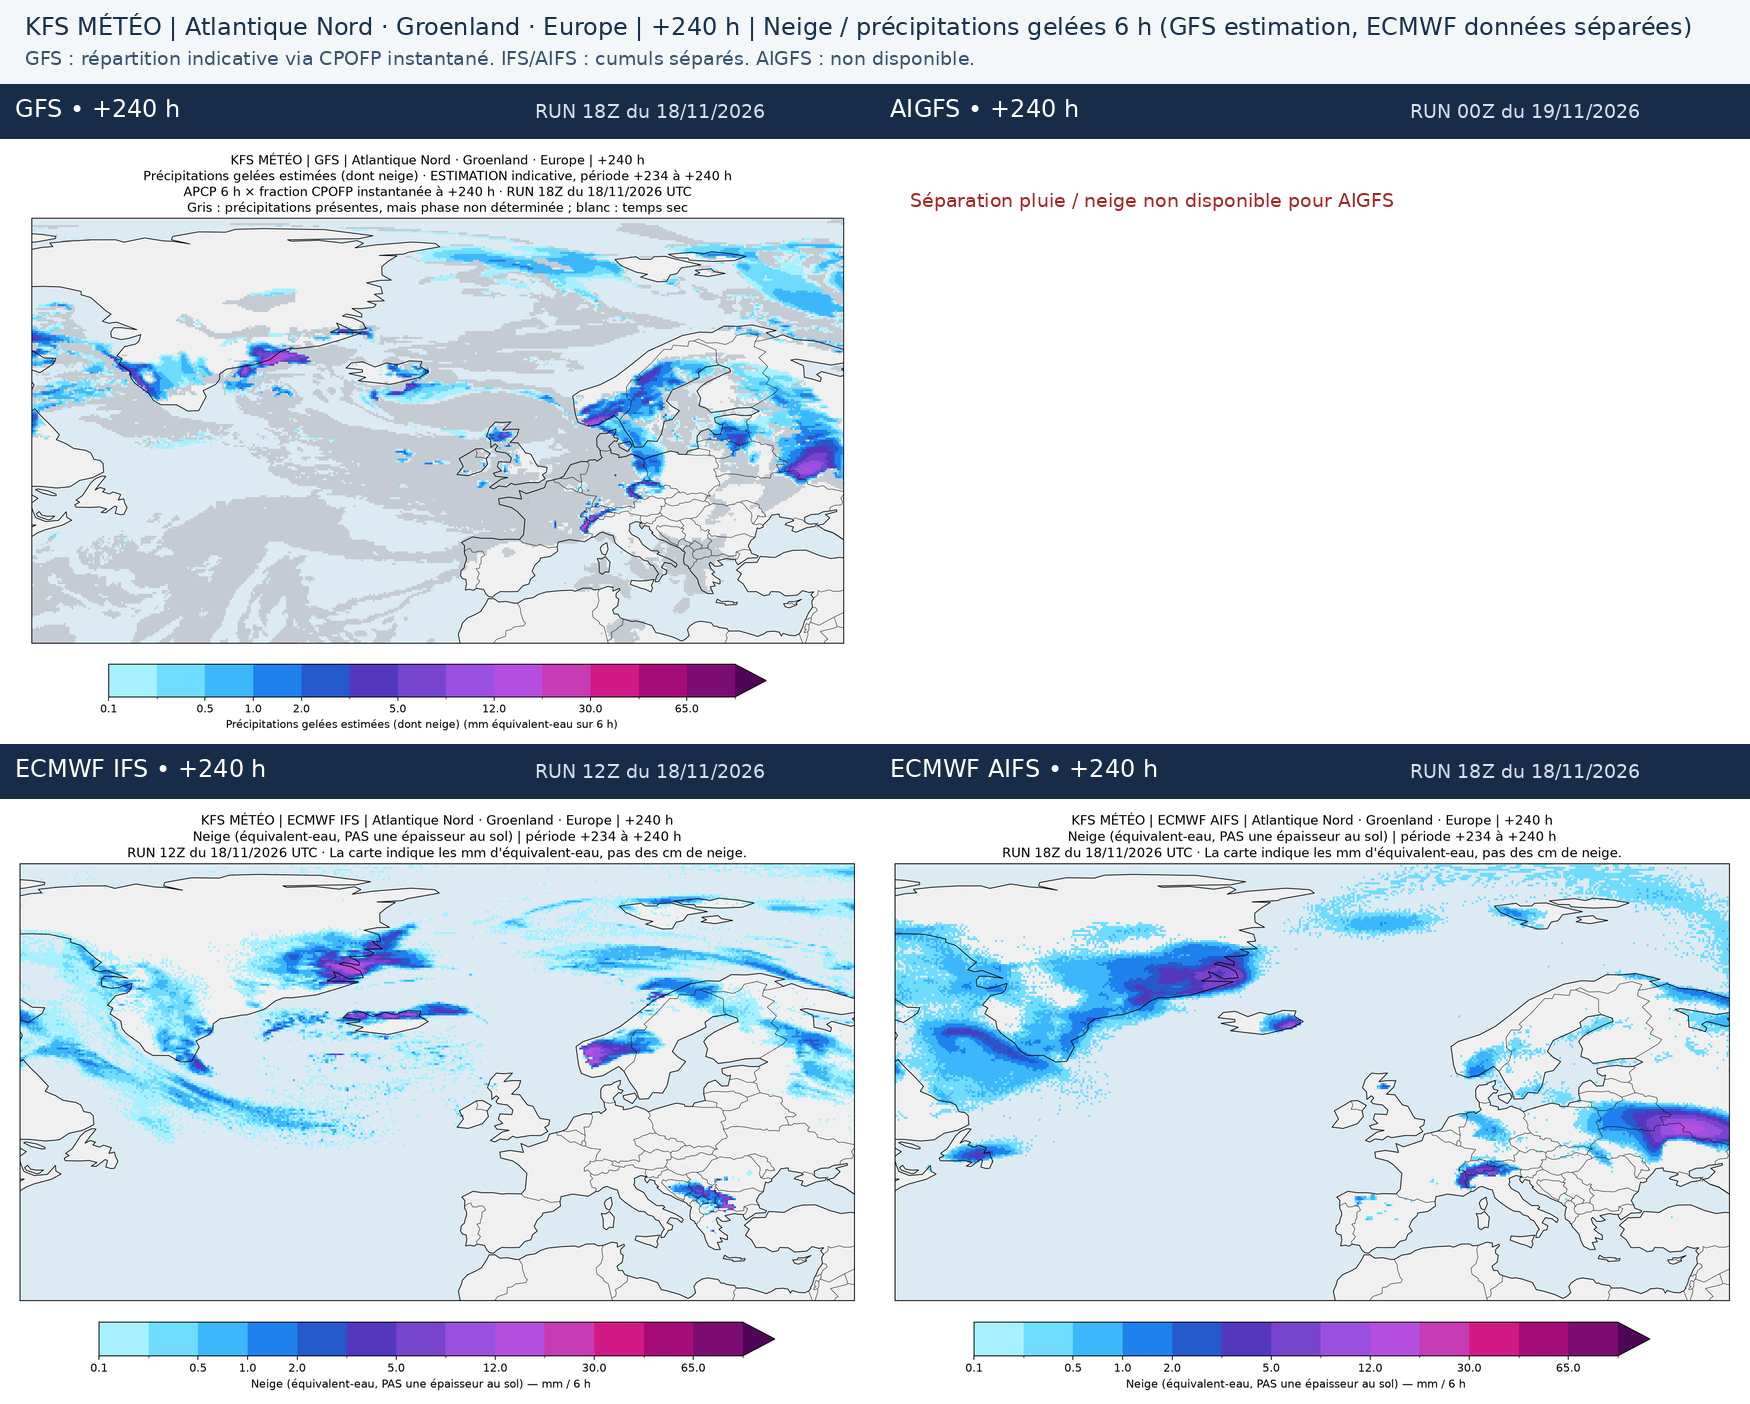 KFS MÉTÉO | Atlantique Nord · Groenland · Europe | +240 h | Neige / précipitations gelées 6 h (GFS estimation, ECMWF données séparées)
GFS : répartition indicative via CPOFP instantané. IFS/AIFS : cumuls séparés. AIGFS : non disponible.
GFS • +240 h
RUN 18Z du 18/11/2026
AIGFS • +240 h
RUN 00Z du 19/11/2026
KFS MÉTÉO | GFS | Atlantique Nord · Groenland · Europe | +240 h
Précipitations gelées estimées (dont neige) · ESTIMATION indicative, période +234 à +240 h
APCP 6 h × fraction CPOFP instantanée à +240 h · RUN 18Z du 18/11/2026 UTC
Gris : précipitations présentes, mais phase non déterminée ; blanc : temps sec
Séparation pluie / neige non disponible pour AIGFS
0.1 0.5 1.0 2.0 5.0 12.0 30.0 65.0
Précipitations gelées estimées (dont neige) (mm équivalent-eau sur 6 h)
ECMWF IFS • +240 h
RUN 12Z du 18/11/2026
ECMWF AIFS • +240 h
RUN 18Z du 18/11/2026
KFS MÉTÉO | ECMWF IFS | Atlantique Nord · Groenland · Europe | +240 h
Neige (équivalent-eau, PAS une épaisseur au sol) | période +234 à +240 h
RUN 12Z du 18/11/2026 UTC · La carte indique les mm d'équivalent-eau, pas des cm de neige.
KFS MÉTÉO | ECMWF AIFS | Atlantique Nord · Groenland · Europe | +240 h
Neige (équivalent-eau, PAS une épaisseur au sol) | période +234 à +240 h
RUN 18Z du 18/11/2026 UTC · La carte indique les mm d'équivalent-eau, pas des cm de neige.
0.1 0.5 1.0 2.0 5.0 12.0 30.0 65.0
Neige (équivalent-eau, PAS une épaisseur au sol) — mm / 6 h
0.1 0.5 1.0 2.0 5.0 12.0 30.0 65.0
Neige (équivalent-eau, PAS une épaisseur au sol) — mm / 6 h